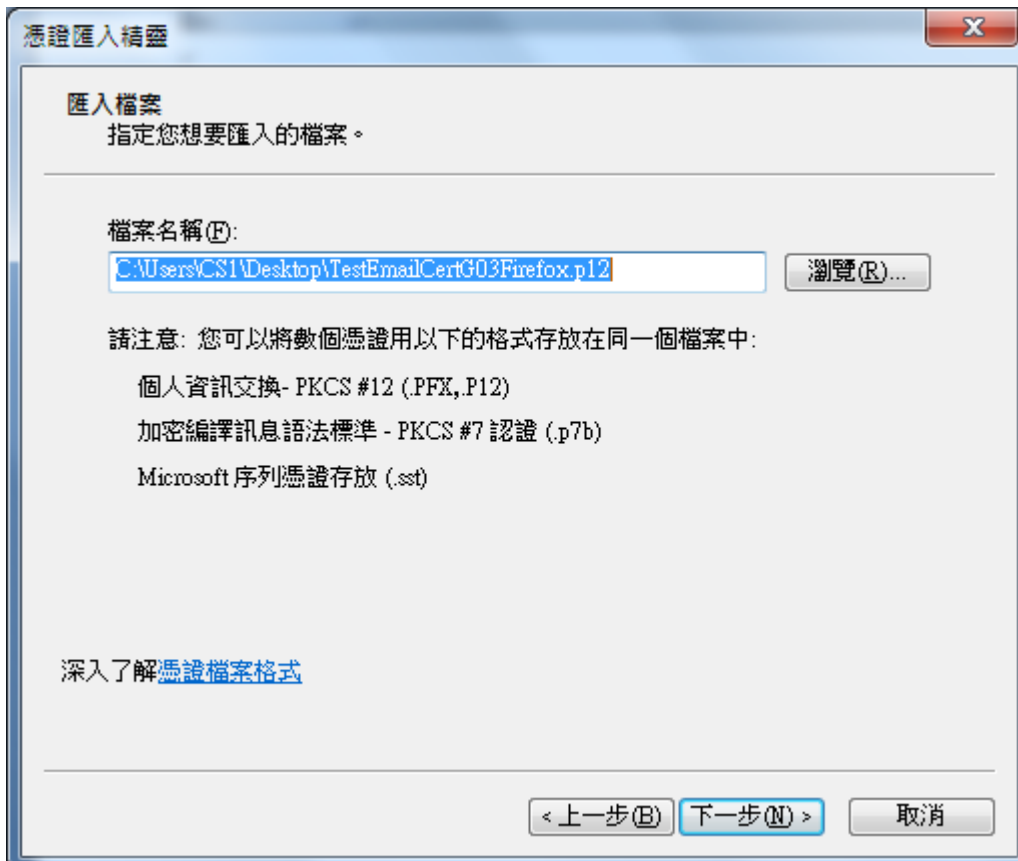 憑證匯入精靈
匯入檔案
指定您想要匯入的檔案。
檔案名稱(F):
C:\Users\CS1\Desktop\TestEmailCertG03Firefox.p12
瀏覽(R)...
請注意: 您可以將數個憑證用以下的格式存放在同一個檔案中:
個人資訊交換- PKCS #12 (.PFX,.P12)
加密編譯訊息語法標準 - PKCS #7 認證 (.p7b)
Microsoft 序列憑證存放 (.sst)
深入了解憑證檔案格式
< 上一步(B) 下一步(N) > 取消